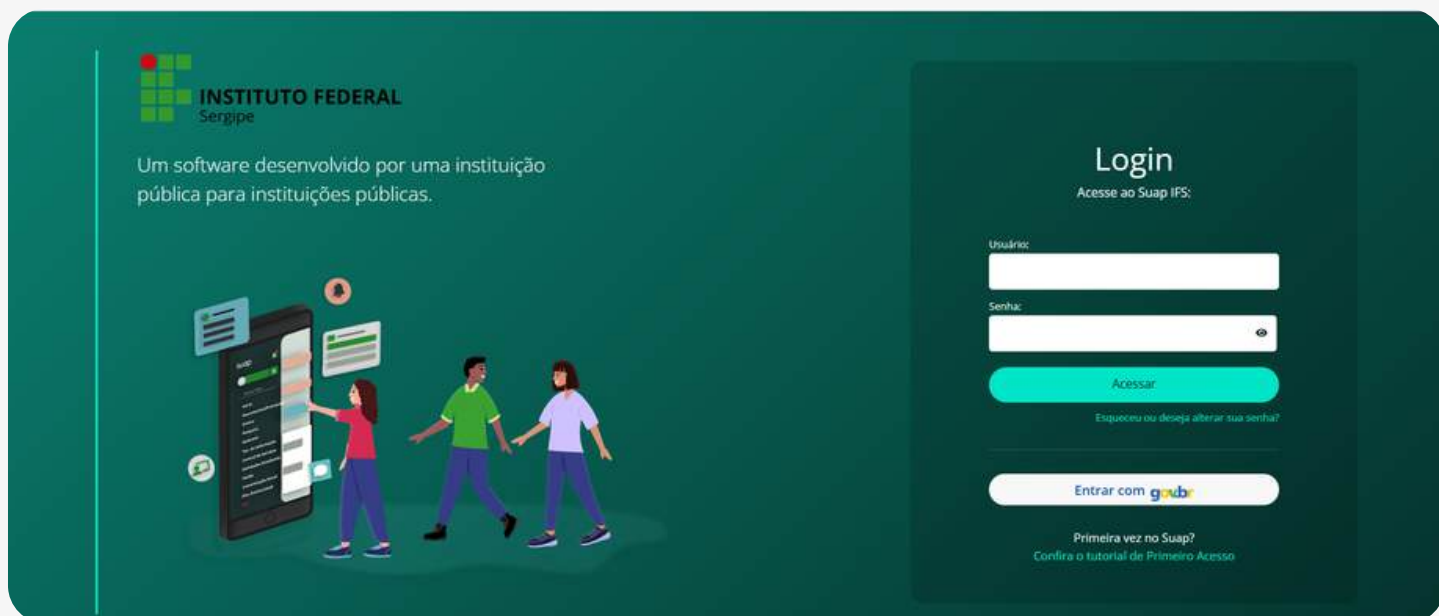 INSTITUTO FEDERAL
Sergipe
Um software desenvolvido por uma instituição
pública para instituições públicas.
suap
Login
Acesse ao Suap IFS:
Usuário:
Senha:
Acessar
Esqueceu ou deseja alterar sua senha?
Entrar com gov.br
Primeira vez no Suap?
Confira o tutorial de Primeiro Acesso